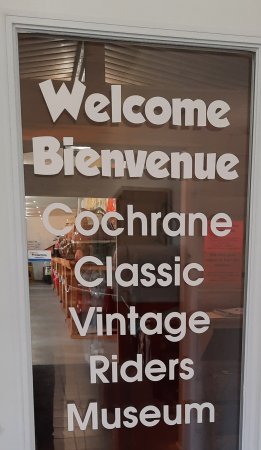 Welcome
Bienvenue
Cochrane
Classic
Vintage
Riders
Museum